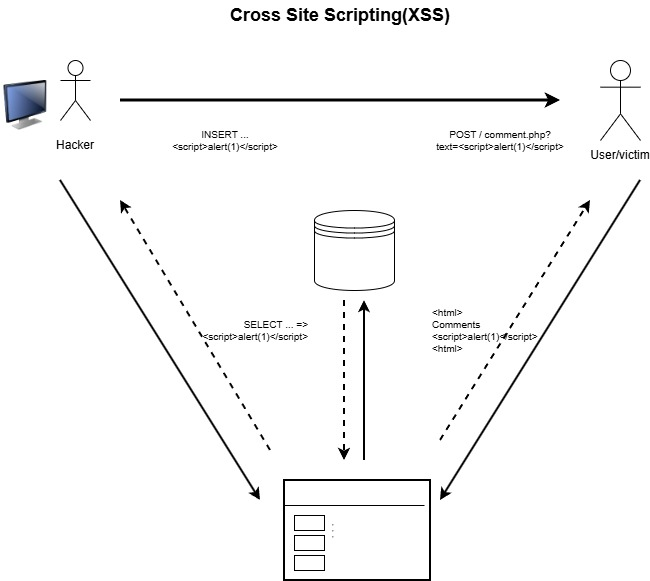 Cross Site Scripting(XSS)
Hacker
INSERT ...
<script>alert(1)</script>
POST / comment.php?
text=<script>alert(1)</script>
User/victim
SELECT ... =>
<script>alert(1)</script>
<html>
Comments
<script>alert(1)</script>
<html>